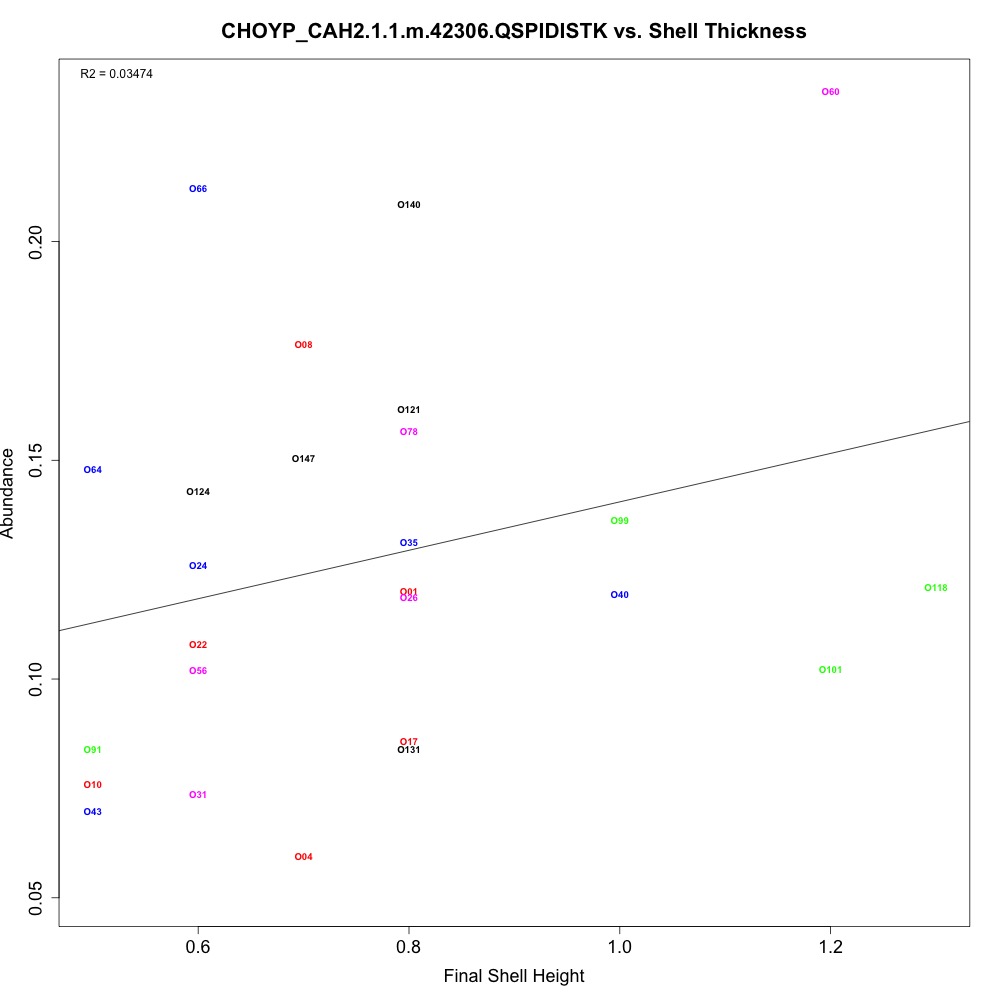 CHOYP_CAH2.1.1.m.42306.QSPIDISTK vs. Shell Thickness
R2 = 0.03474
O60
O66
O140
0.20
O08
O121
O78
O147
0.15
O64
O124
O99
O35
O24
O118
O01
O40
O26
O22
0.10
O56
O101
O17
O91
O131
O10
O31
O43
O04
0.05
Abundance
0.6 0.8 1.0 1.2
Final Shell Height